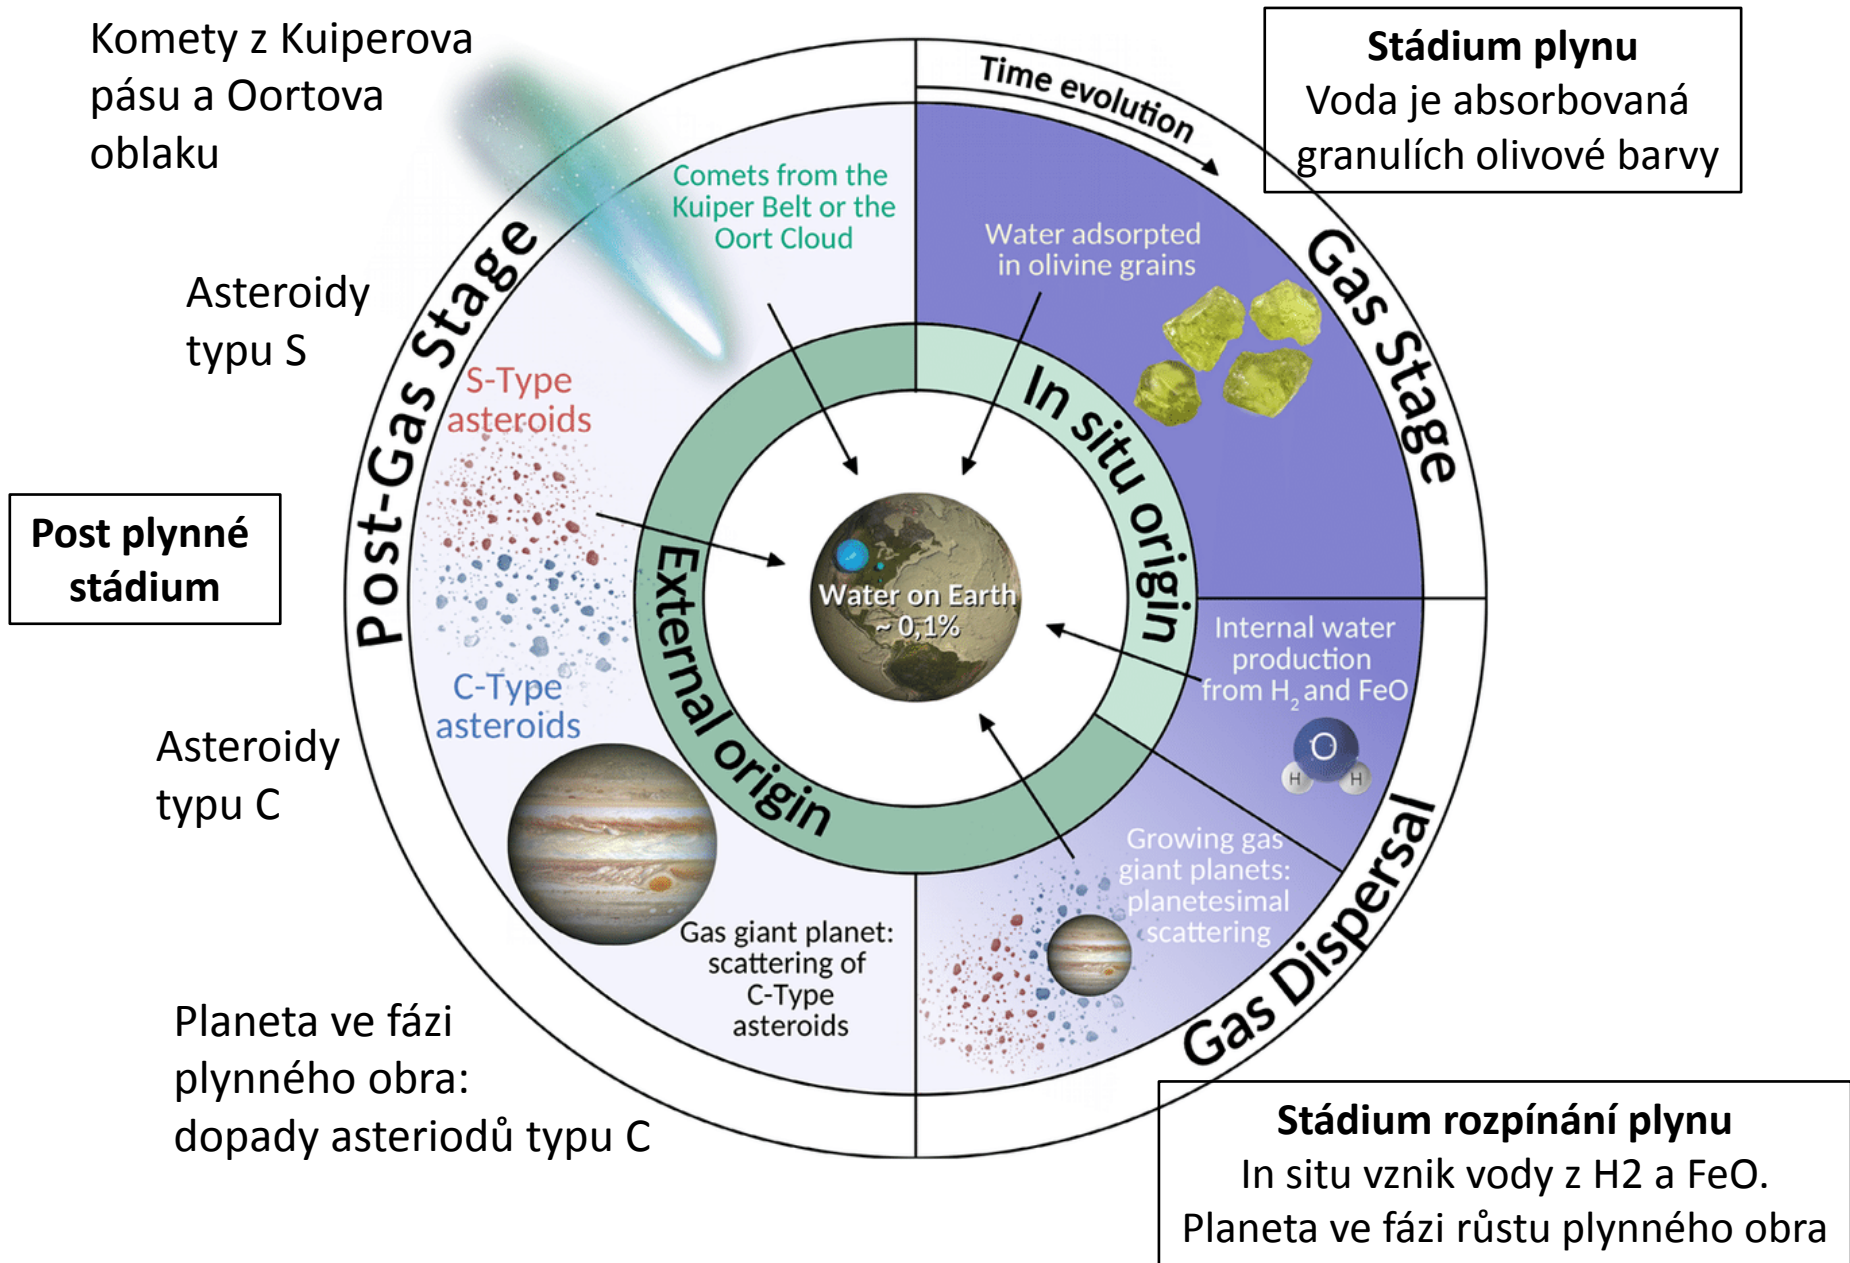 Komety z Kuiperova
pásu a Oortova
oblaku
Time evolution
Stádium plynu
Voda je absorbovaná
granulích olivové barvy
Comets from the
Kuiper Belt or the
Oort Cloud
Water adsorpted
in olivine grains
Gas Stage
Post-Gas Stage
Asteroidy
typu S
S-Type
asteroids
In situ origin
Post plynné
stádium
External origin
Water on Earth
~ 0,1%
Internal water
production
from H₂ and FeO
O
H H
C-Type
asteroids
Asteroidy
typu C
Growing gas
giant planets:
planetesimal
scattering
Gas Dispersal
Gas giant planet:
scattering of
C-Type
asteroids
Planeta ve fázi
plynného obra:
dopady asteriodů typu C
Stádium rozpínání plynu
In situ vznik vody z H2 a FeO.
Planeta ve fázi růstu plynného obra